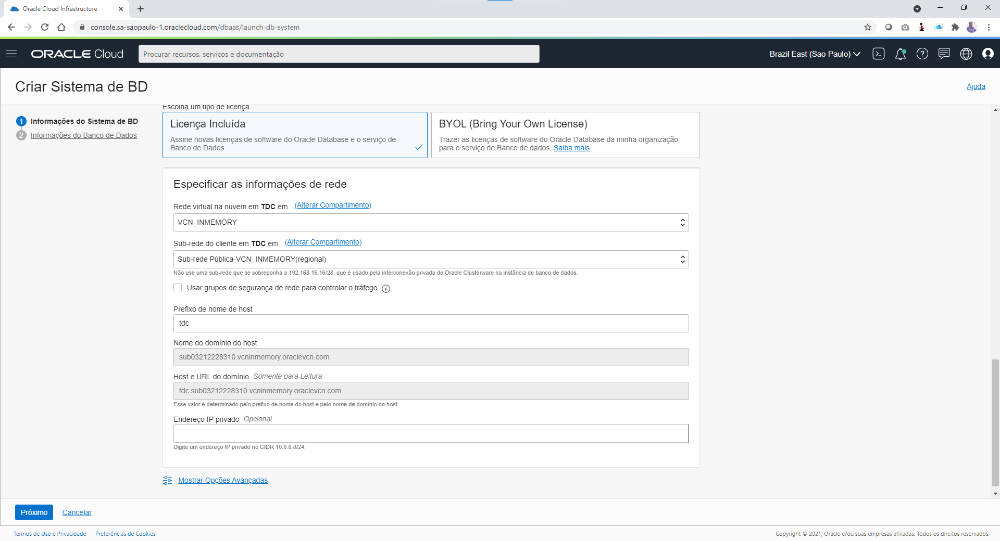 Oracle Cloud Infrastructure
console.sa-saopaulo-1.oraclecloud.com/dbaas/launch-db-system
ORACLE Cloud
Procurar recursos, serviços e documentação
Brazil East (Sao Paulo)
Criar Sistema de BD
Ajuda
1 Informações do Sistema de BD
2 Informações do Banco de Dados
Escolha um tipo de licença
Licença Incluída
Assine novas licenças de software do Oracle Database e o serviço de
Banco de Dados.
BYOL (Bring Your Own License)
Trazer as licenças de software do Oracle Database da minha organização
para o serviço de Banco de dados. Saiba mais.
Especificar as informações de rede
Rede virtual na nuvem em TDC em (Alterar Compartimento)
VCN_INMEMORY
Sub-rede do cliente em TDC em (Alterar Compartimento)
Sub-rede Pública-VCN_INMEMORY(regional)
Não use uma sub-rede que se sobreponha a 192.168.16.16/28, que é usado pela interconexão privada do Oracle Clusterware na instância de banco de dados.
Usar grupos de segurança de rede para controlar o tráfego
Prefixo de nome de host
tdc
Nome do domínio do host
sub03212228310.vcninmemory.oraclevcn.com
Host e URL do domínio Somente para Leitura
tdc.sub03212228310.vcninmemory.oraclevcn.com
Esse valor é determinado pelo prefixo de nome do host e pelo nome de domínio do host.
Endereço IP privado Opcional
Digite um endereço IP privado no CIDR 10.0.0.0/24.
Mostrar Opções Avançadas
Próximo
Cancelar
Termos de Uso e Privacidade
Preferências de Cookies
Copyright © 2021, Oracle e/ou suas empresas afiliadas. Todos os direitos reservados.